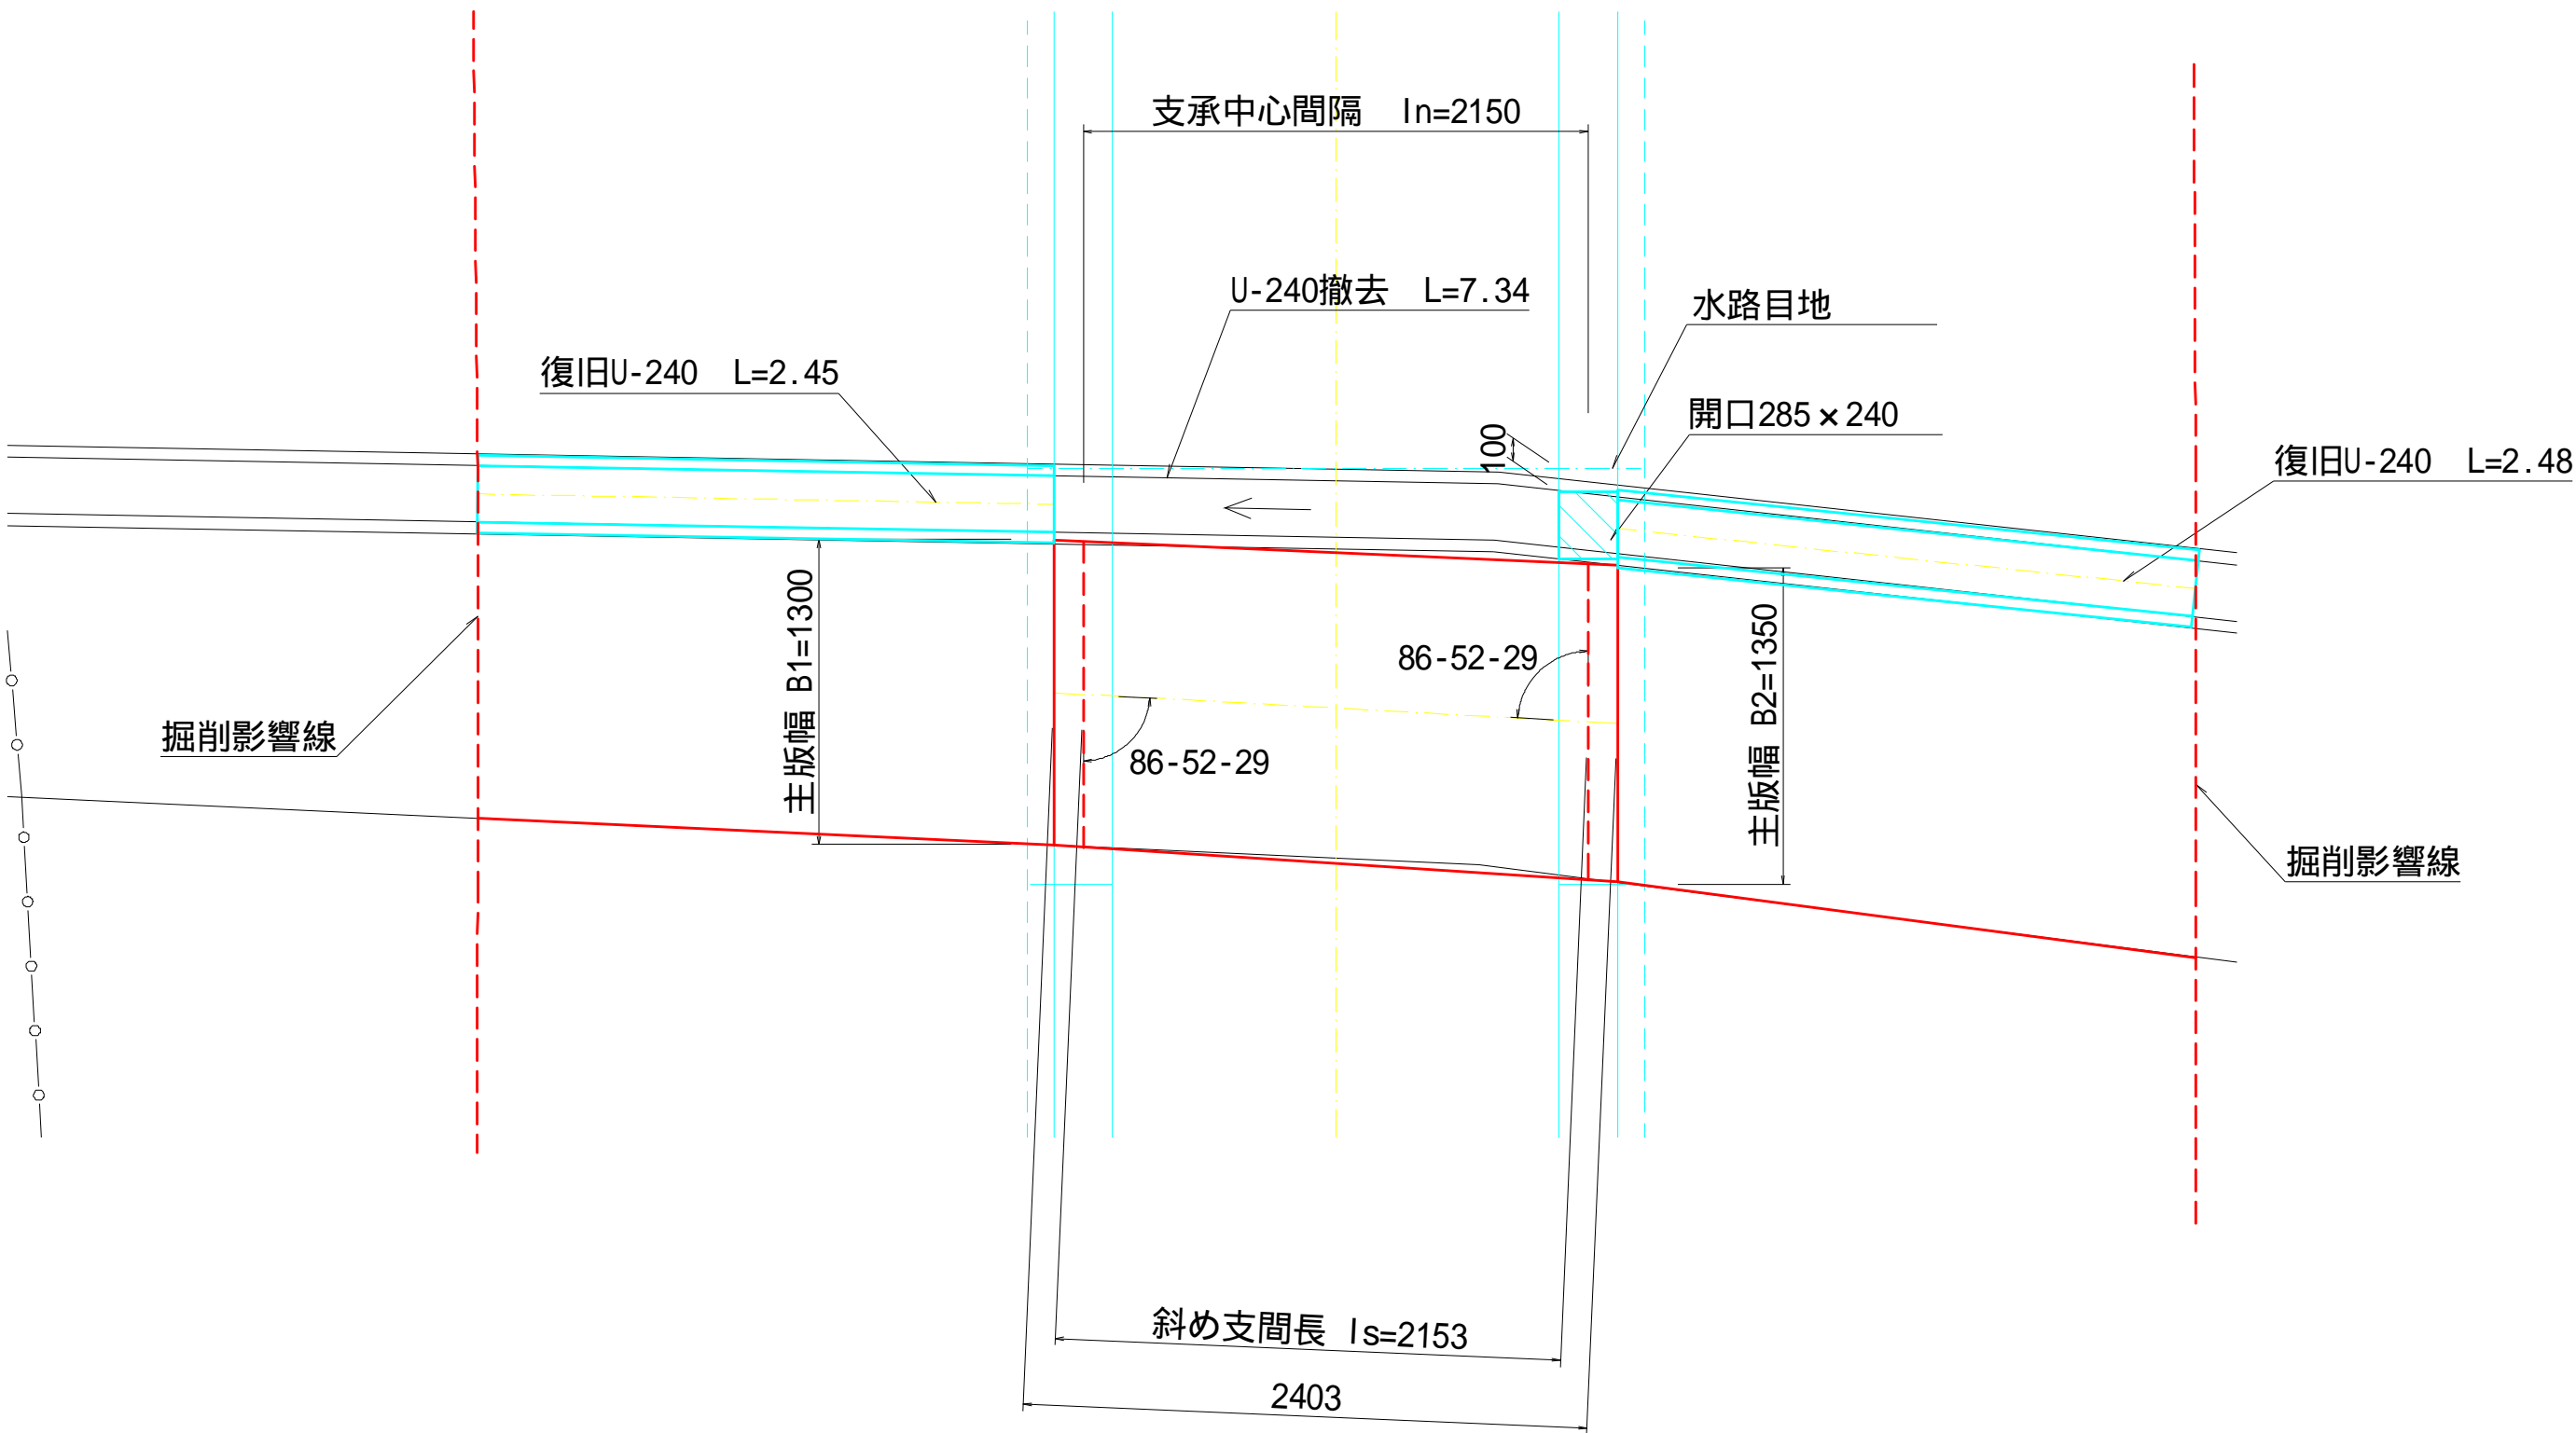 支承中心間隔　ln=2150
U-240撤去　L=7.34
水路目地
復旧U-240　L=2.45
開口285×240
100
復旧U-240　L=2.48
主版幅 B1=1300
主版幅 B2=1350
86-52-29
86-52-29
掘削影響線
掘削影響線
斜め支間長 ls=2153
2403